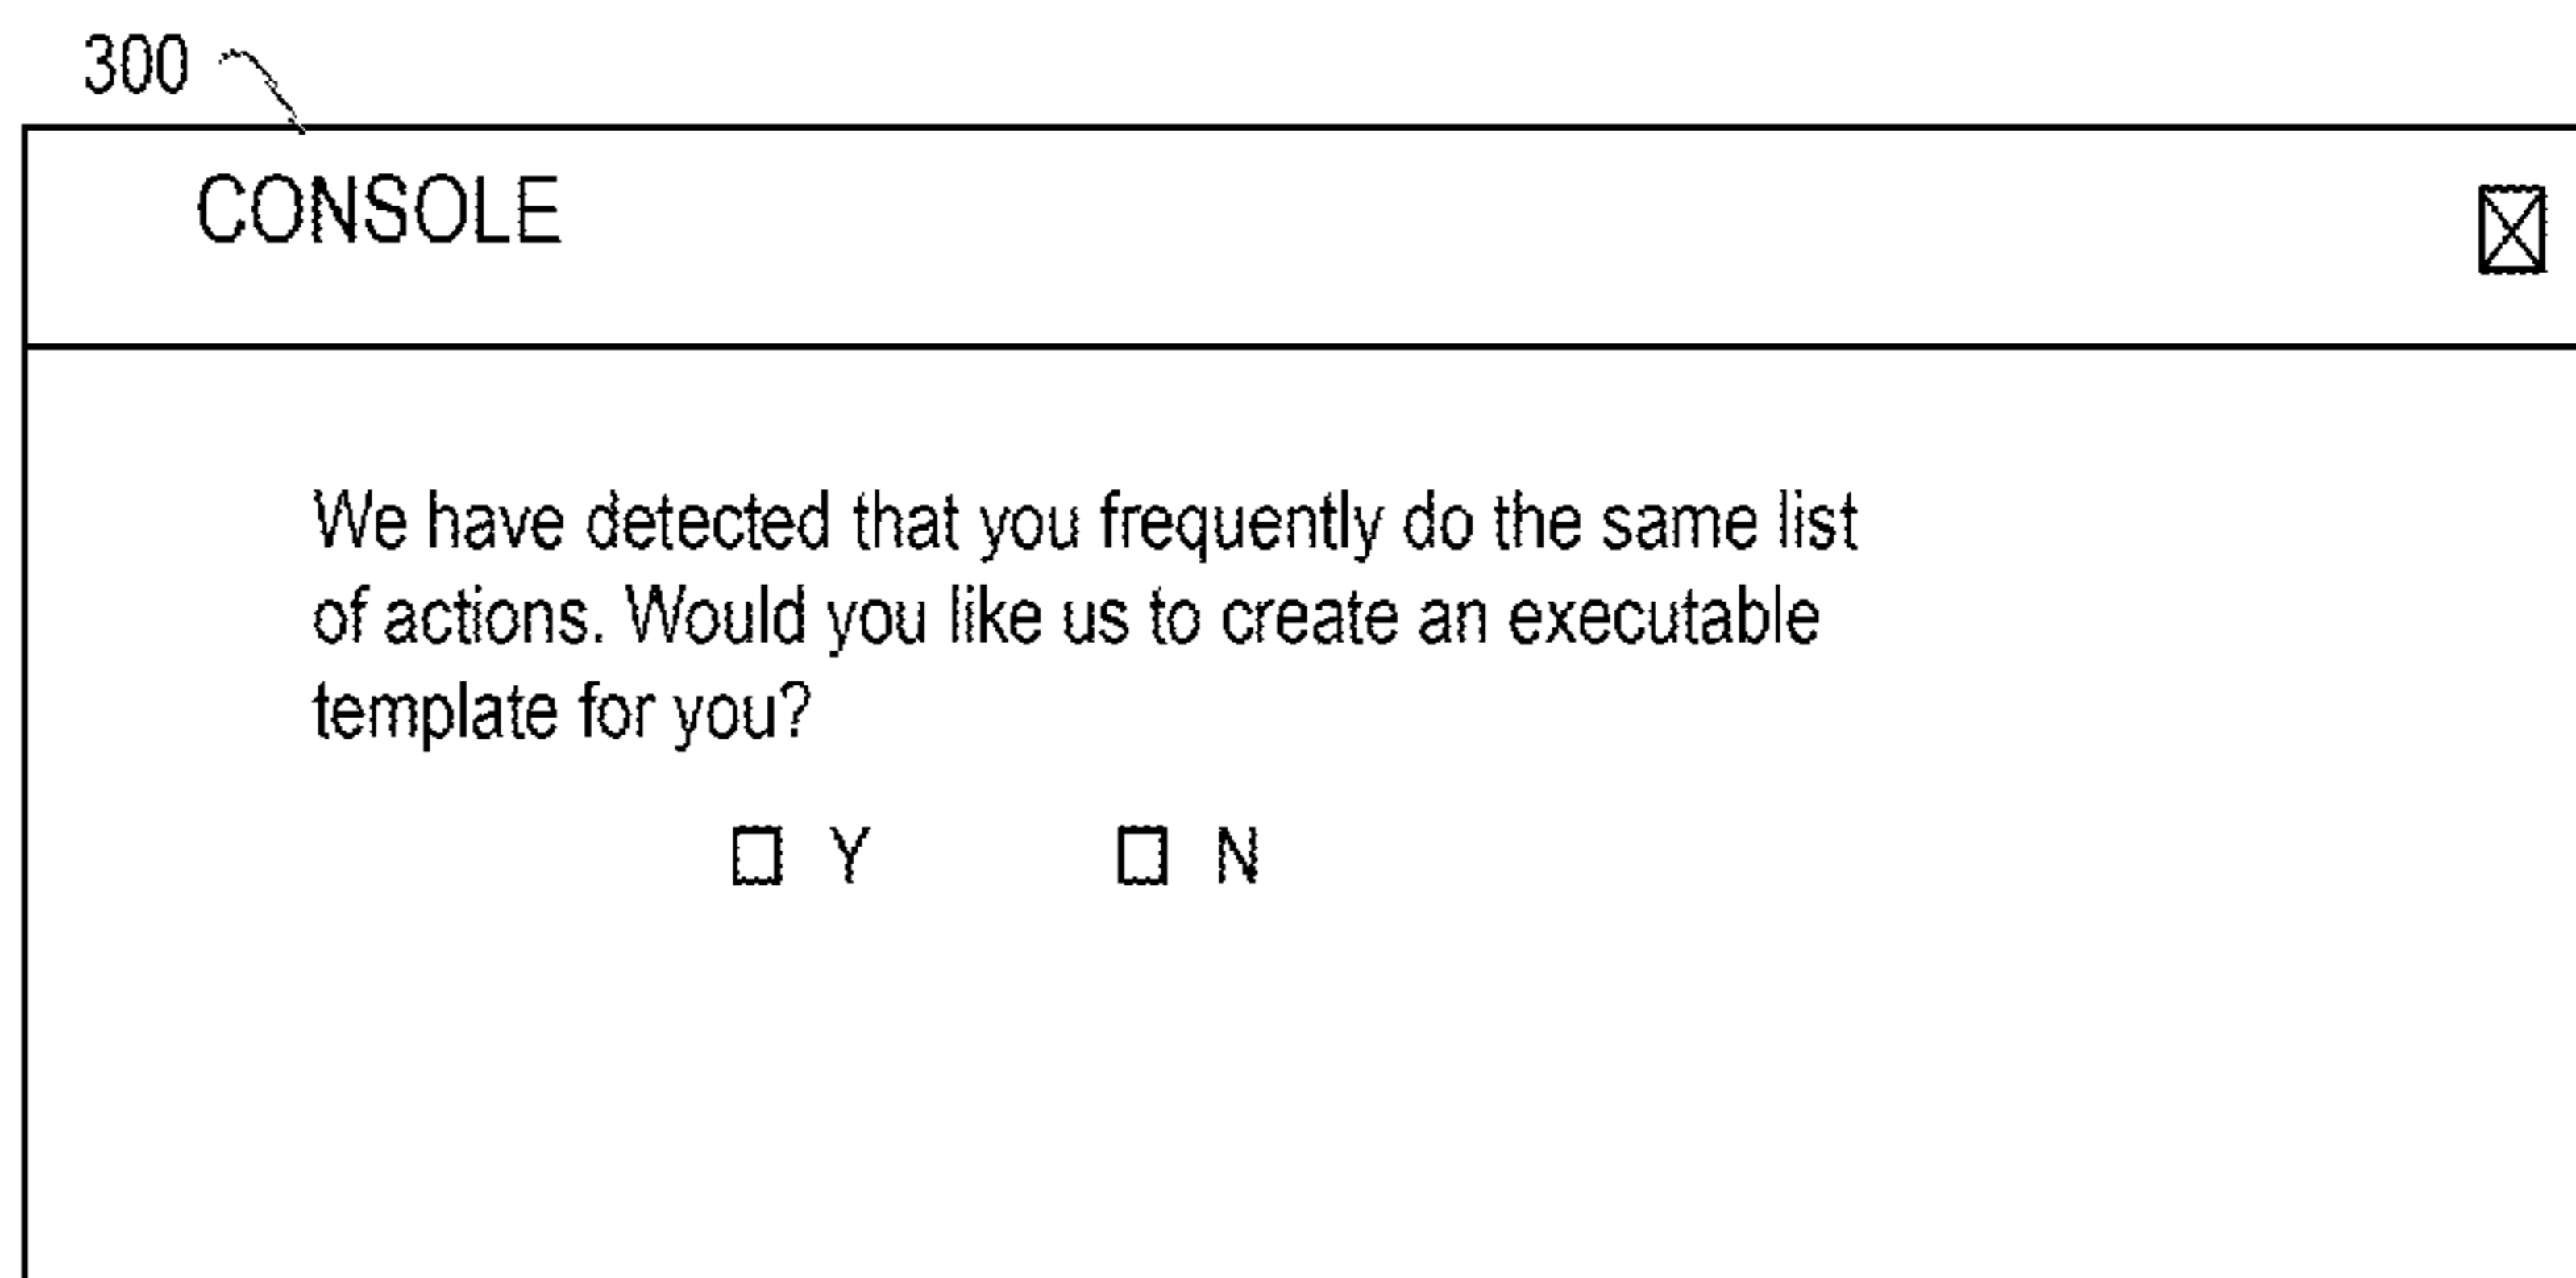 300
CONSOLE
We have detected that you frequently do the same list
of actions. Would you like us to create an executable
template for you?
Y N